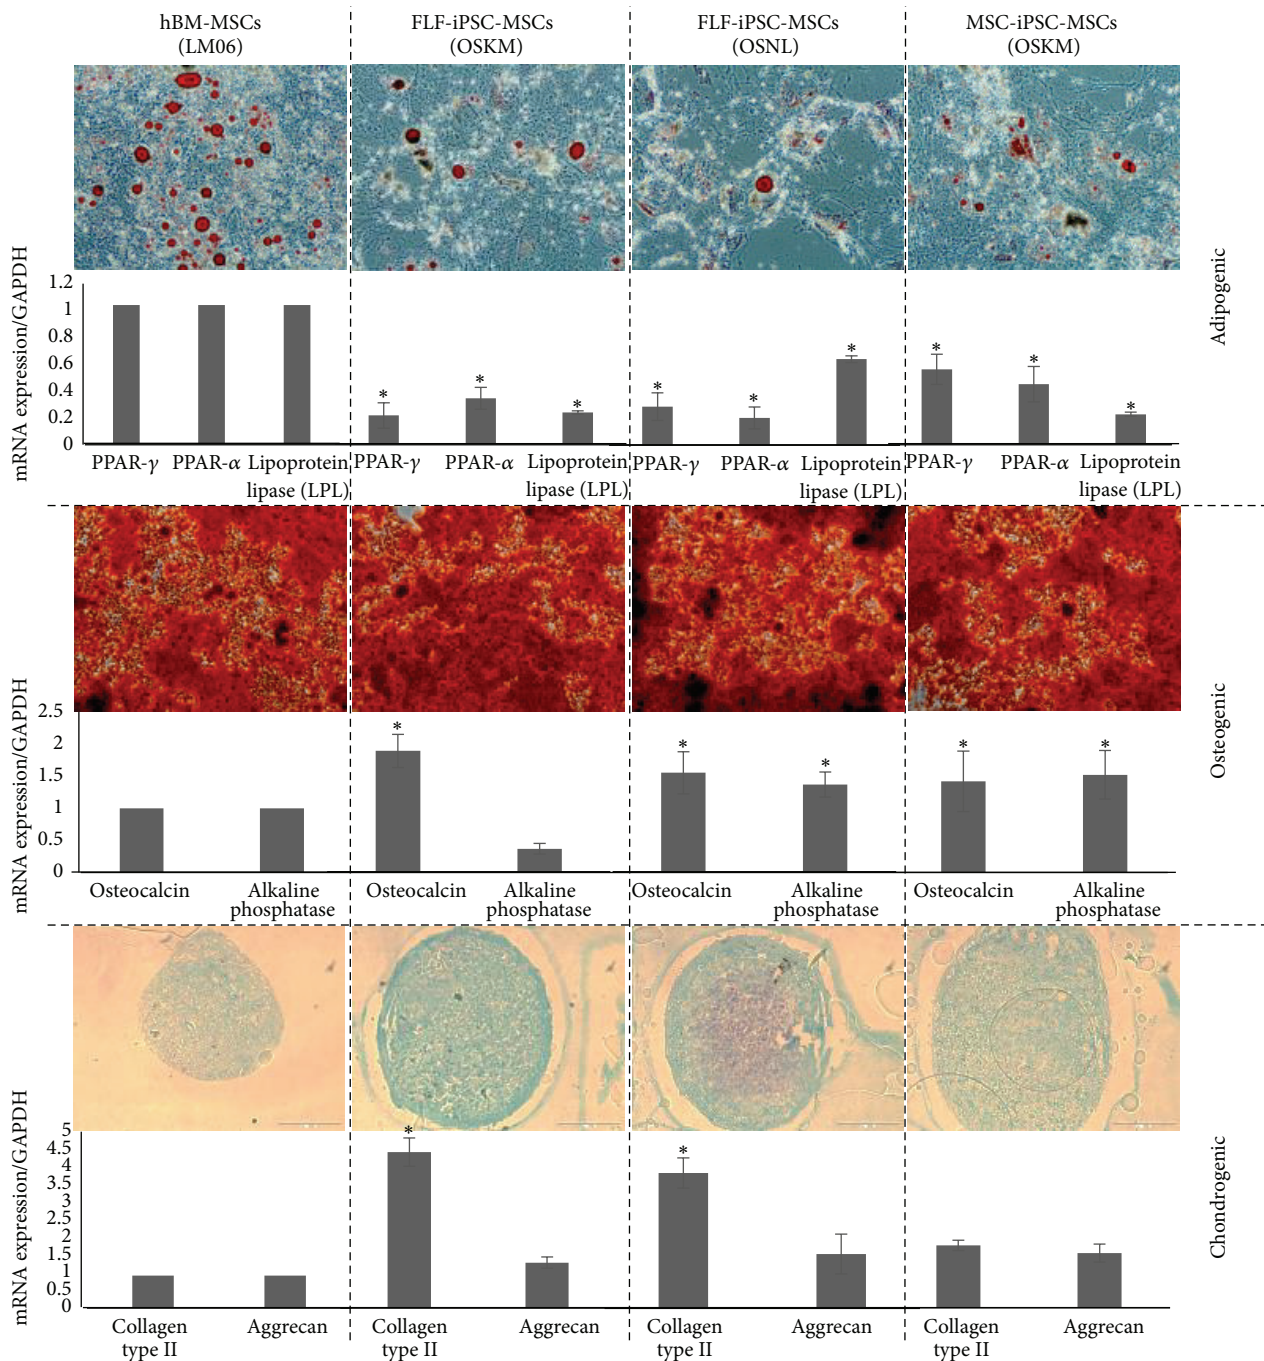 hBM-MSCs
(LM06)
FLF-iPSC-MSCs
(OSKM)
FLF-iPSC-MSCs
(OSNL)
MSC-iPSC-MSCs
(OSKM)
mRNA expression/GAPDH
1.2
1
0.8
0.6
0.4
0.2
0
* * * * * * * * *
PPAR-γ PPAR-α Lipoprotein
lipase (LPL)
PPAR-γ PPAR-α Lipoprotein
lipase (LPL)
PPAR-γ PPAR-α Lipoprotein
lipase (LPL)
PPAR-γ PPAR-α Lipoprotein
lipase (LPL)
Adipogenic
mRNA expression/GAPDH
2.5
2
1.5
1
0.5
0
* * * * *
Osteocalcin Alkaline
phosphatase
Osteocalcin Alkaline
phosphatase
Osteocalcin Alkaline
phosphatase
Osteocalcin Alkaline
phosphatase
Osteogenic
mRNA expression/GAPDH
5
4.5
4
3.5
3
2.5
2
1.5
1
0.5
0
* *
Collagen
type II
Aggrecan
Collagen
type II
Aggrecan
Collagen
type II
Aggrecan
Collagen
type II
Aggrecan
Chondrogenic